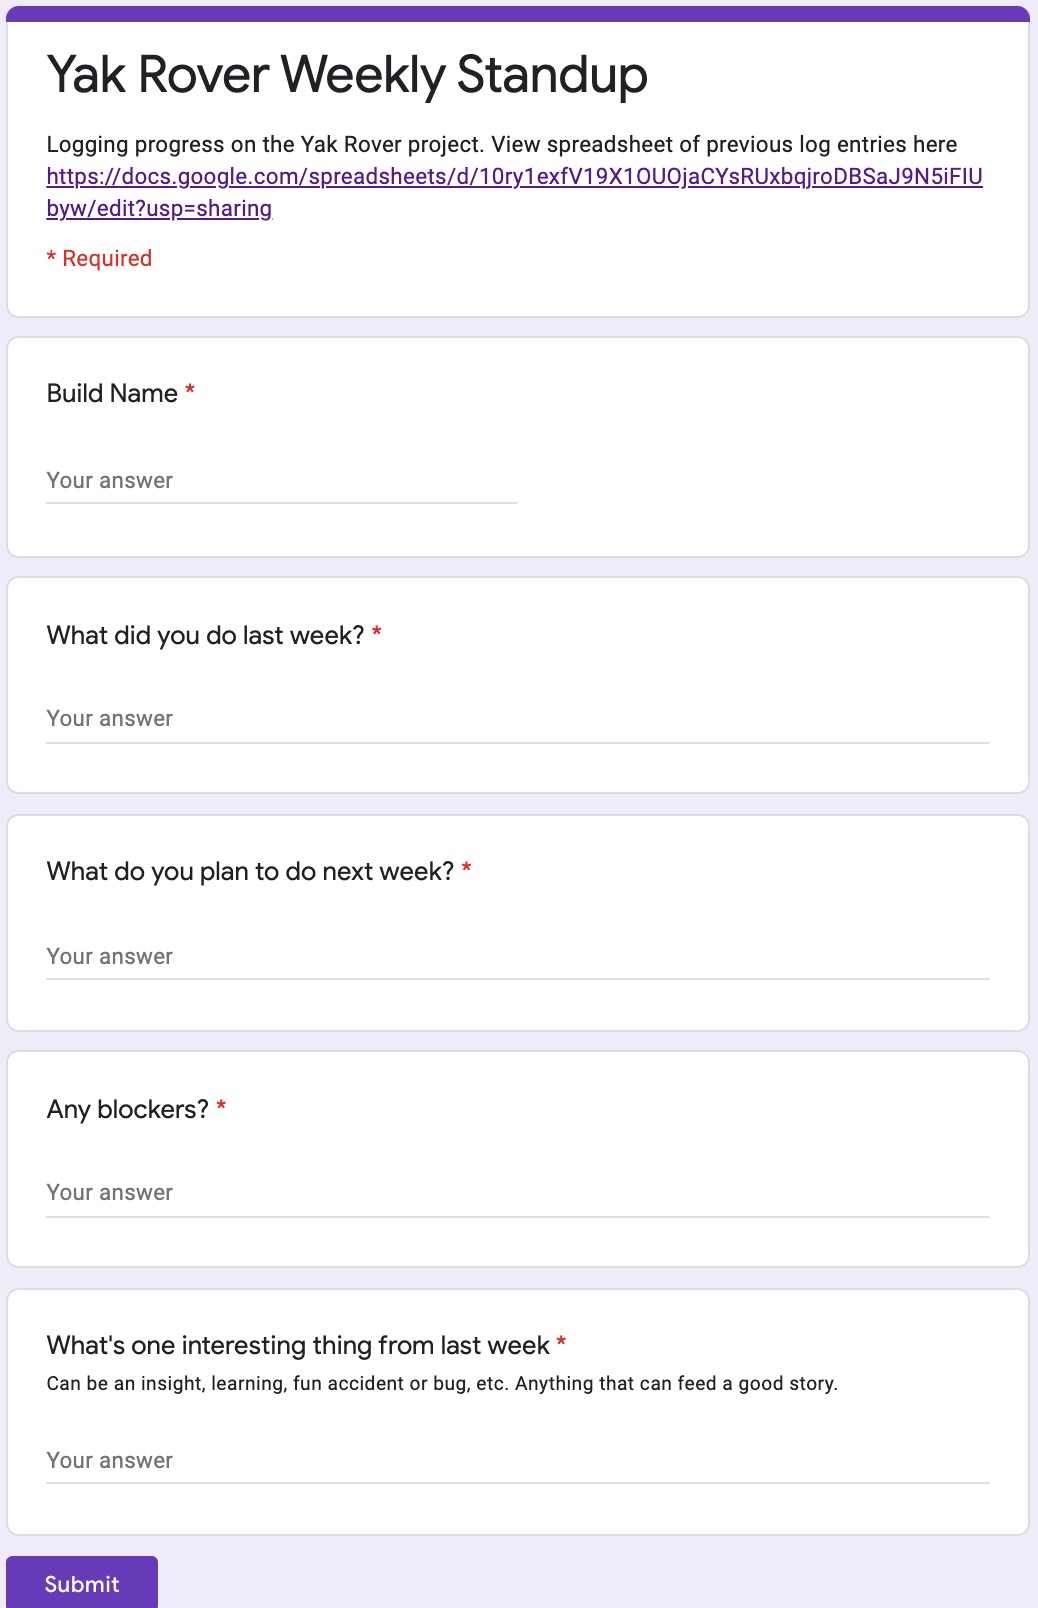 Yak Rover Weekly Standup
Logging progress on the Yak Rover project. View spreadsheet of previous log entries here
https://docs.google.com/spreadsheets/d/10ry1exfV19X1OUOjaCYsRUxbqjroDBSaJ9N5iFIU
byw/edit?usp=sharing
* Required
Build Name *
Your answer
What did you do last week? *
Your answer
What do you plan to do next week? *
Your answer
Any blockers? *
Your answer
What's one interesting thing from last week *
Can be an insight, learning, fun accident or bug, etc. Anything that can feed a good story.
Your answer
Submit